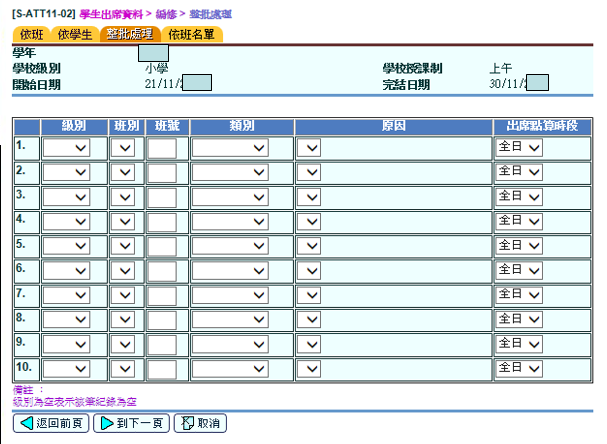 [S-ATT11-02] 學生出席資料 > 編修 > 整批處理
依班 依學生 整批處理 依班名單
學年
學校級別 小學 學校授課制 上午
開始日期 21/11/ 完結日期 30/11/
級別 班別 班號 類別 原因 出席點算時段
1. 全日
2. 全日
3. 全日
4. 全日
5. 全日
6. 全日
7. 全日
8. 全日
9. 全日
10. 全日
備註 :
級別為空表示該筆紀錄為空
返回前頁 到下一頁 取消